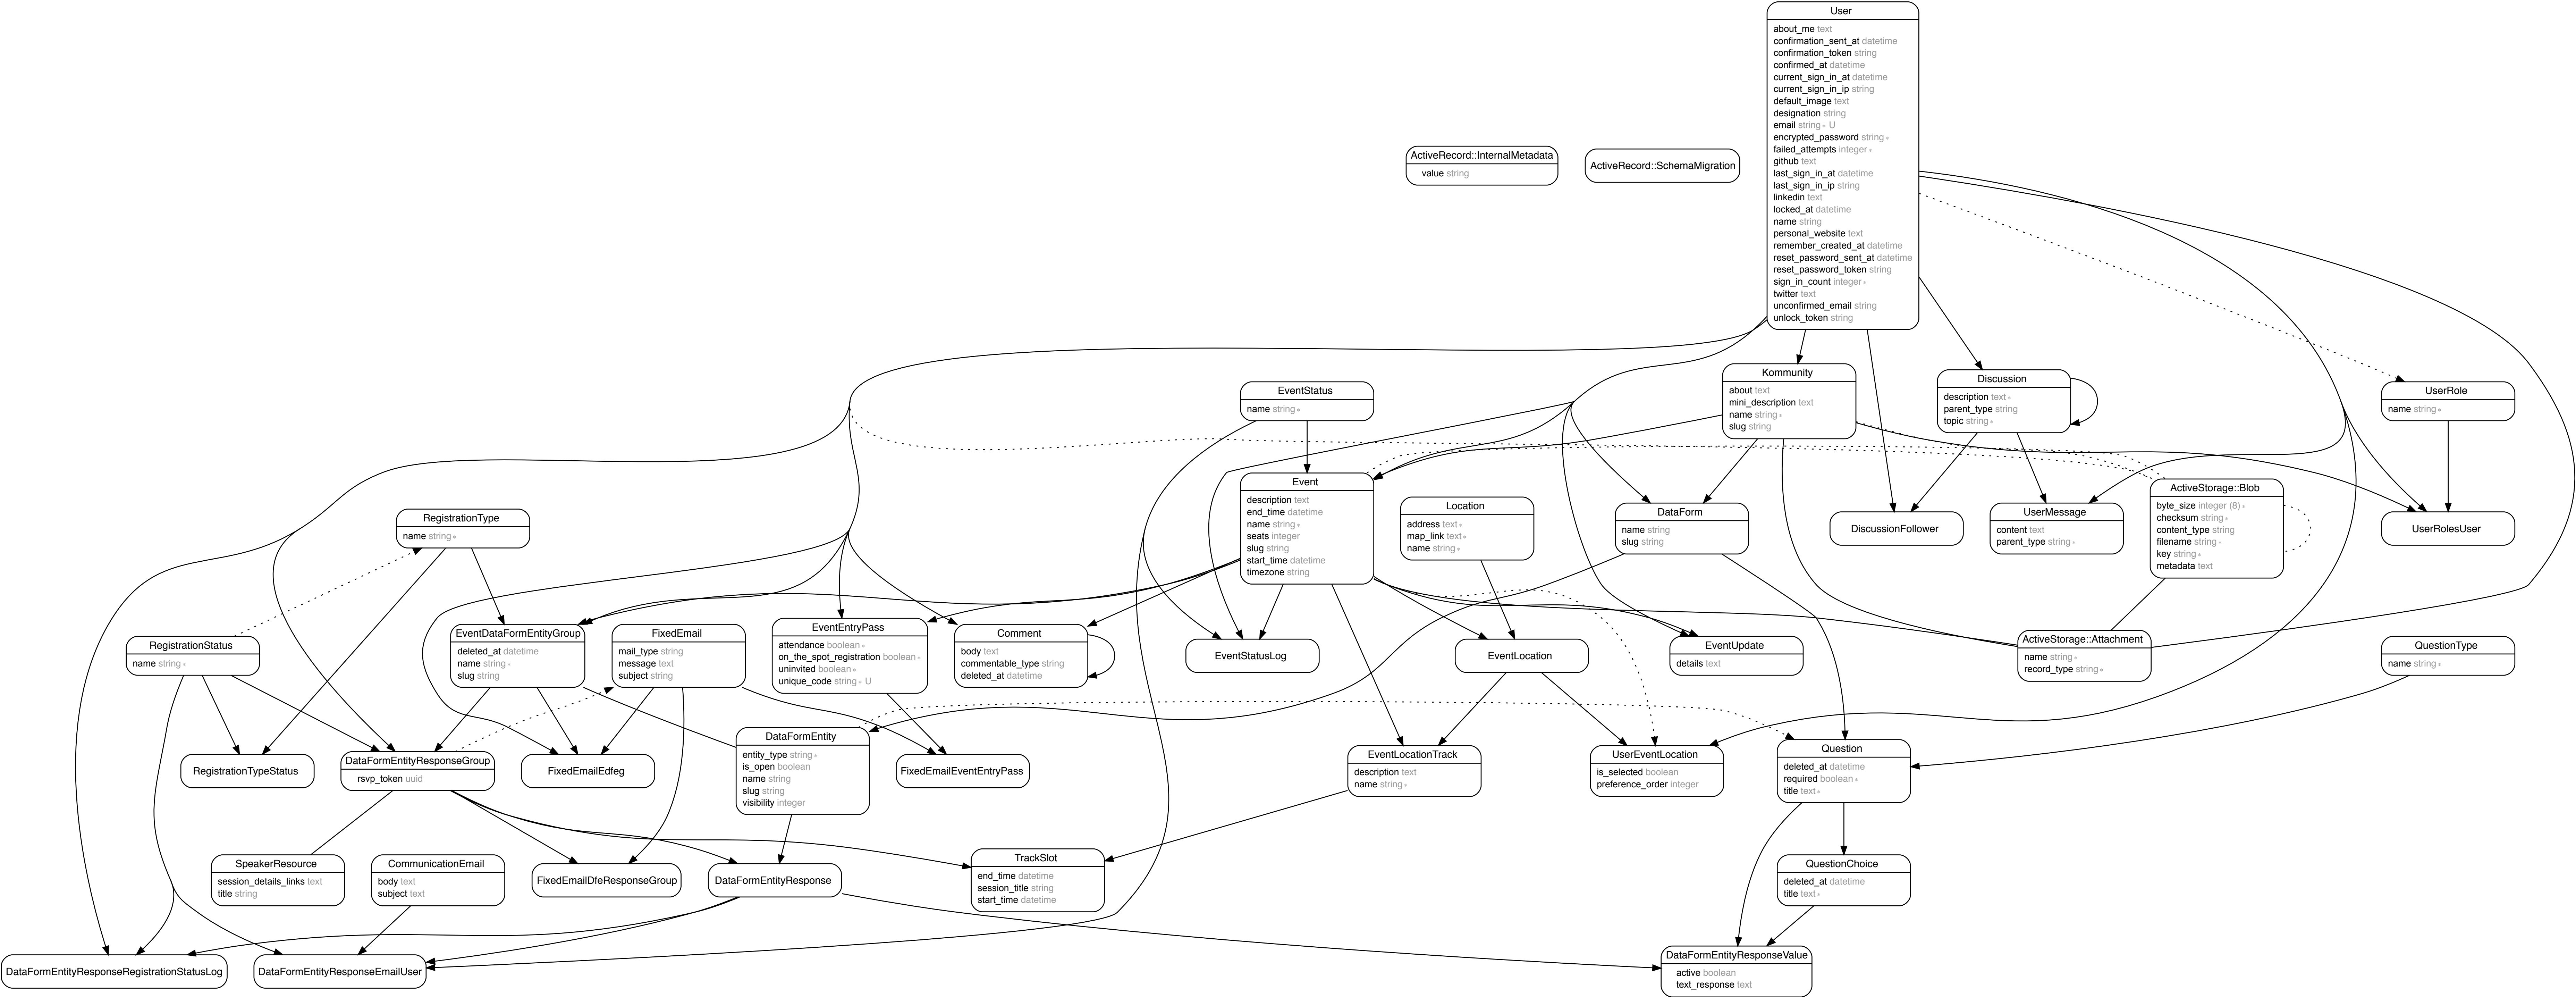 User
about_me text
confirmation_sent_at datetime
confirmation_token string
confirmed_at datetime
current_sign_in_at datetime
current_sign_in_ip string
default_image text
designation string
email string∗ U
encrypted_password string∗
failed_attempts integer∗
github text
last_sign_in_at datetime
last_sign_in_ip string
linkedin text
locked_at datetime
name string
personal_website text
remember_created_at datetime
reset_password_sent_at datetime
reset_password_token string
sign_in_count integer∗
twitter text
unconfirmed_email string
unlock_token string
ActiveRecord::InternalMetadata
value string
ActiveRecord::SchemaMigration
EventStatus
name string∗
Kommunity
about text
mini_description text
name string∗
slug string
Discussion
description text∗
parent_type string
topic string∗
UserRole
name string∗
RegistrationType
name string∗
Event
description text
end_time datetime
name string∗
seats integer
slug string
start_time datetime
timezone string
Location
address text∗
map_link text∗
name string∗
DataForm
name string
slug string
DiscussionFollower
UserMessage
content text
parent_type string∗
ActiveStorage::Blob
byte_size integer (8)∗
checksum string∗
content_type string
filename string∗
key string∗
metadata text
UserRolesUser
RegistrationStatus
name string∗
EventDataFormEntityGroup
deleted_at datetime
name string∗
slug string
FixedEmail
mail_type string
message text
subject string
EventEntryPass
attendance boolean∗
on_the_spot_registration boolean∗
uninvited boolean∗
unique_code string∗ U
Comment
body text
commentable_type string
deleted_at datetime
EventStatusLog
EventLocation
EventUpdate
details text
ActiveStorage::Attachment
name string∗
record_type string∗
QuestionType
name string∗
RegistrationTypeStatus
DataFormEntityResponseGroup
rsvp_token uuid
FixedEmailEdfeg
DataFormEntity
entity_type string∗
is_open boolean
name string
slug string
visibility integer
FixedEmailEventEntryPass
EventLocationTrack
description text
name string∗
UserEventLocation
is_selected boolean
preference_order integer
Question
deleted_at datetime
required boolean∗
title text∗
SpeakerResource
session_details_links text
title string
CommunicationEmail
body text
subject text
FixedEmailDfeResponseGroup
DataFormEntityResponse
TrackSlot
end_time datetime
session_title string
start_time datetime
QuestionChoice
deleted_at datetime
title text∗
DataFormEntityResponseRegistrationStatusLog
DataFormEntityResponseEmailUser
DataFormEntityResponseValue
active boolean
text_response text